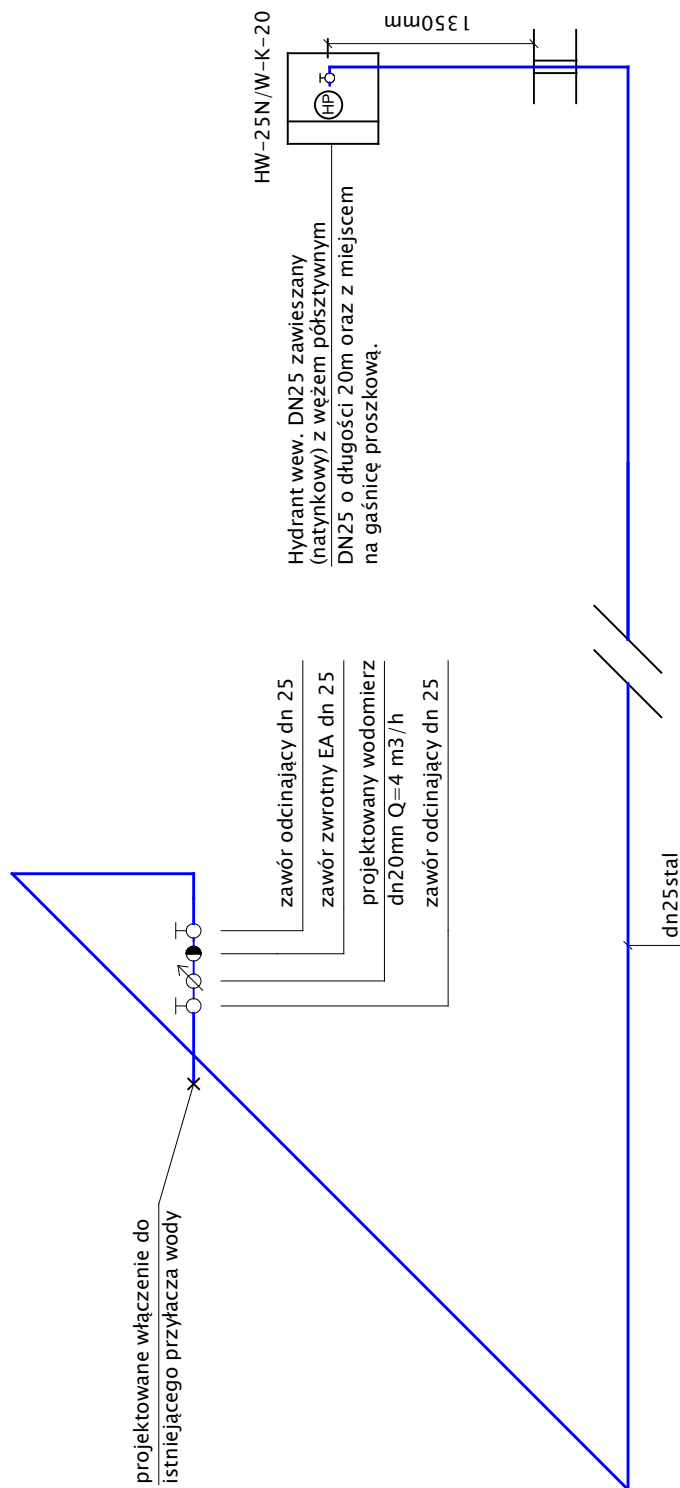 projektowane włączenie do
istniejącego przyłacza wody
zawór odcinający dn 25
zawór zwrotny EA dn 25
projektowany wodomierz
dn20mn Q=4 m3/h
zawór odcinający dn 25
dn25stal
Hydrant wew. DN25 zawieszany
(natynkowy) z wężem półsztywnym
DN25 o długości 20m oraz z miejscem
na gaśnicę proszkową.
HW-25N/W-K-20
HP
1350mm